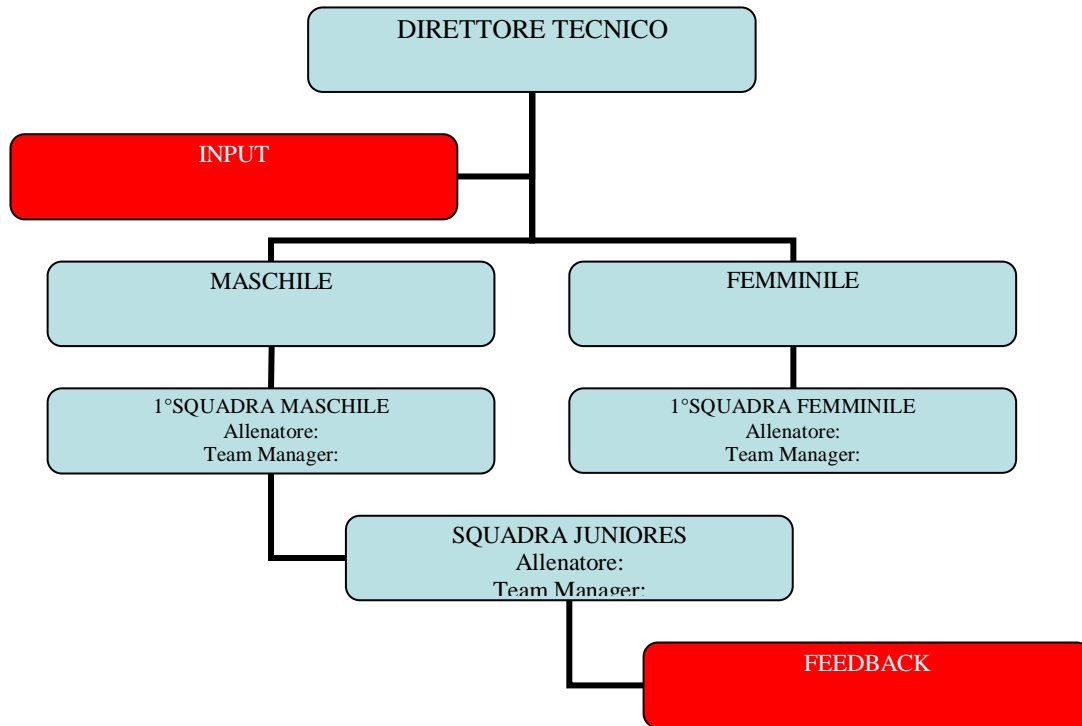 DIRETTORE TECNICO
INPUT
MASCHILE
FEMMINILE
1°SQUADRA MASCHILE
Allenatore:
Team Manager:
1°SQUADRA FEMMINILE
Allenatore:
Team Manager:
SQUADRA JUNIORES
Allenatore:
Team Manager:
FEEDBACK